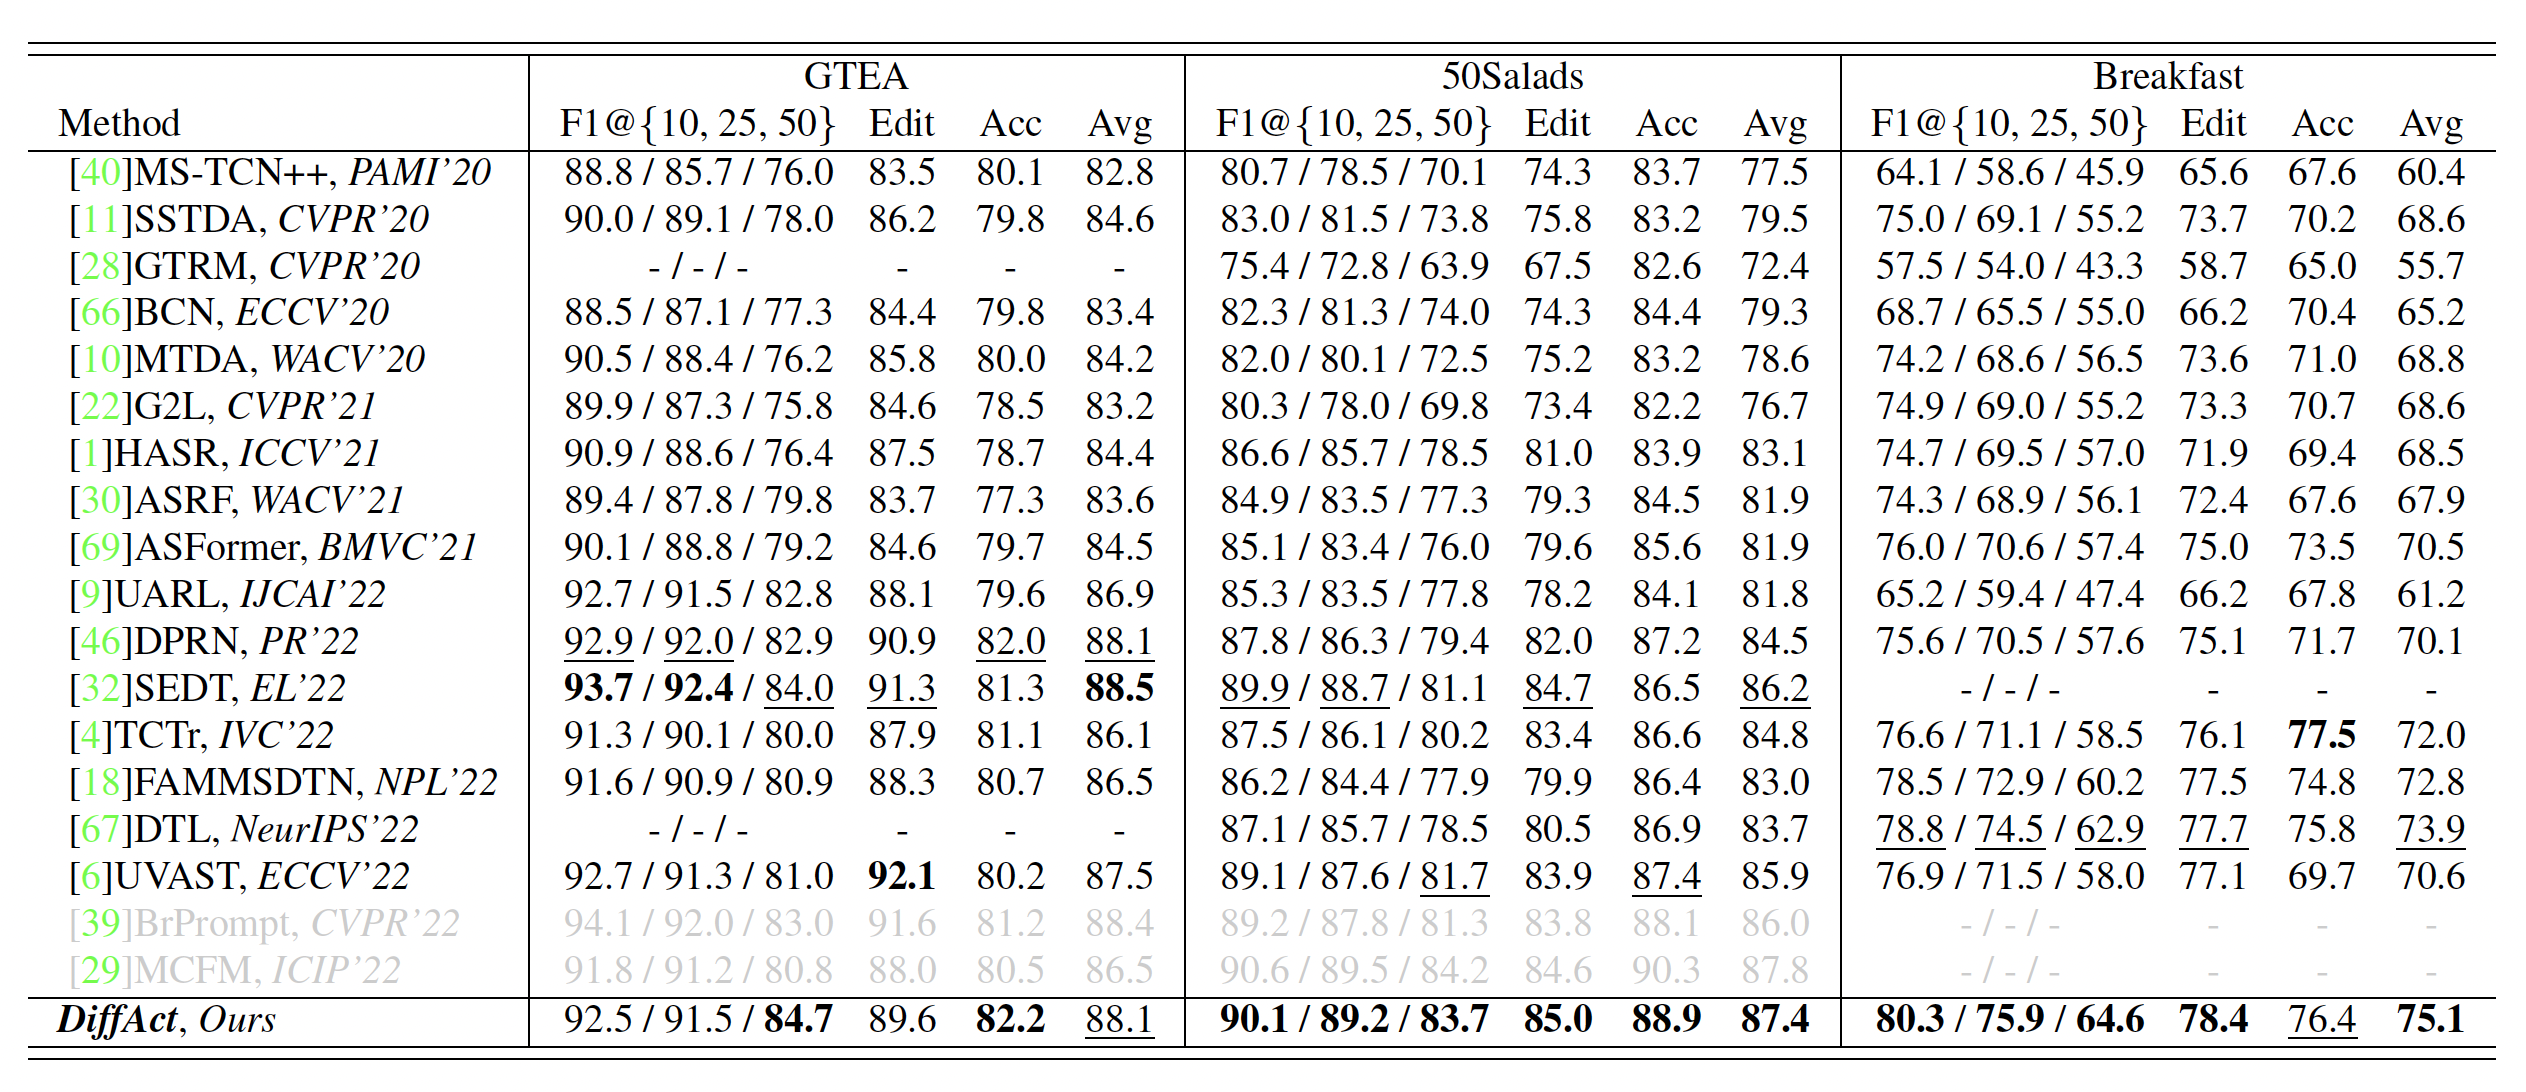 GTEA 50Salads Breakfast
Method F1@{10, 25, 50} Edit Acc Avg F1@{10, 25, 50} Edit Acc Avg F1@{10, 25, 50} Edit Acc Avg
[40]MS-TCN++, PAMI'20 88.8 / 85.7 / 76.0 83.5 80.1 82.8 80.7 / 78.5 / 70.1 74.3 83.7 77.5 64.1 / 58.6 / 45.9 65.6 67.6 60.4
[11]SSTDA, CVPR'20 90.0 / 89.1 / 78.0 86.2 79.8 84.6 83.0 / 81.5 / 73.8 75.8 83.2 79.5 75.0 / 69.1 / 55.2 73.7 70.2 68.6
[28]GTRM, CVPR'20 - / - / - - - - 75.4 / 72.8 / 63.9 67.5 82.6 72.4 57.5 / 54.0 / 43.3 58.7 65.0 55.7
[66]BCN, ECCV'20 88.5 / 87.1 / 77.3 84.4 79.8 83.4 82.3 / 81.3 / 74.0 74.3 84.4 79.3 68.7 / 65.5 / 55.0 66.2 70.4 65.2
[10]MTDA, WACV'20 90.5 / 88.4 / 76.2 85.8 80.0 84.2 82.0 / 80.1 / 72.5 75.2 83.2 78.6 74.2 / 68.6 / 56.5 73.6 71.0 68.8
[22]G2L, CVPR'21 89.9 / 87.3 / 75.8 84.6 78.5 83.2 80.3 / 78.0 / 69.8 73.4 82.2 76.7 74.9 / 69.0 / 55.2 73.3 70.7 68.6
[1]HASR, ICCV'21 90.9 / 88.6 / 76.4 87.5 78.7 84.4 86.6 / 85.7 / 78.5 81.0 83.9 83.1 74.7 / 69.5 / 57.0 71.9 69.4 68.5
[30]ASRF, WACV'21 89.4 / 87.8 / 79.8 83.7 77.3 83.6 84.9 / 83.5 / 77.3 79.3 84.5 81.9 74.3 / 68.9 / 56.1 72.4 67.6 67.9
[69]ASFormer, BMVC'21 90.1 / 88.8 / 79.2 84.6 79.7 84.5 85.1 / 83.4 / 76.0 79.6 85.6 81.9 76.0 / 70.6 / 57.4 75.0 73.5 70.5
[9]UARL, IJCAI'22 92.7 / 91.5 / 82.8 88.1 79.6 86.9 85.3 / 83.5 / 77.8 78.2 84.1 81.8 65.2 / 59.4 / 47.4 66.2 67.8 61.2
[46]DPRN, PR'22 92.9 / 92.0 / 82.9 90.9 82.0 88.1 87.8 / 86.3 / 79.4 82.0 87.2 84.5 75.6 / 70.5 / 57.6 75.1 71.7 70.1
[32]SEDT, EL'22 93.7 / 92.4 / 84.0 91.3 81.3 88.5 89.9 / 88.7 / 81.1 84.7 86.5 86.2 - / - / - - - -
[4]TCTr, IVC'22 91.3 / 90.1 / 80.0 87.9 81.1 86.1 87.5 / 86.1 / 80.2 83.4 86.6 84.8 76.6 / 71.1 / 58.5 76.1 77.5 72.0
[18]FAMMSDTN, NPL'22 91.6 / 90.9 / 80.9 88.3 80.7 86.5 86.2 / 84.4 / 77.9 79.9 86.4 83.0 78.5 / 72.9 / 60.2 77.5 74.8 72.8
[67]DTL, NeurIPS'22 - / - / - - - - 87.1 / 85.7 / 78.5 80.5 86.9 83.7 78.8 / 74.5 / 62.9 77.7 75.8 73.9
[6]UVAST, ECCV'22 92.7 / 91.3 / 81.0 92.1 80.2 87.5 89.1 / 87.6 / 81.7 83.9 87.4 85.9 76.9 / 71.5 / 58.0 77.1 69.7 70.6
[39]BrPrompt, CVPR'22 94.1 / 92.0 / 83.0 91.6 81.2 88.4 89.2 / 87.8 / 81.3 83.8 88.1 86.0 - / - / - - - -
[29]MCFM, ICIP'22 91.8 / 91.2 / 80.8 88.0 80.5 86.5 90.6 / 89.5 / 84.2 84.6 90.3 87.8 - / - / - - - -
DiffAct, Ours 92.5 / 91.5 / 84.7 89.6 82.2 88.1 90.1 / 89.2 / 83.7 85.0 88.9 87.4 80.3 / 75.9 / 64.6 78.4 76.4 75.1